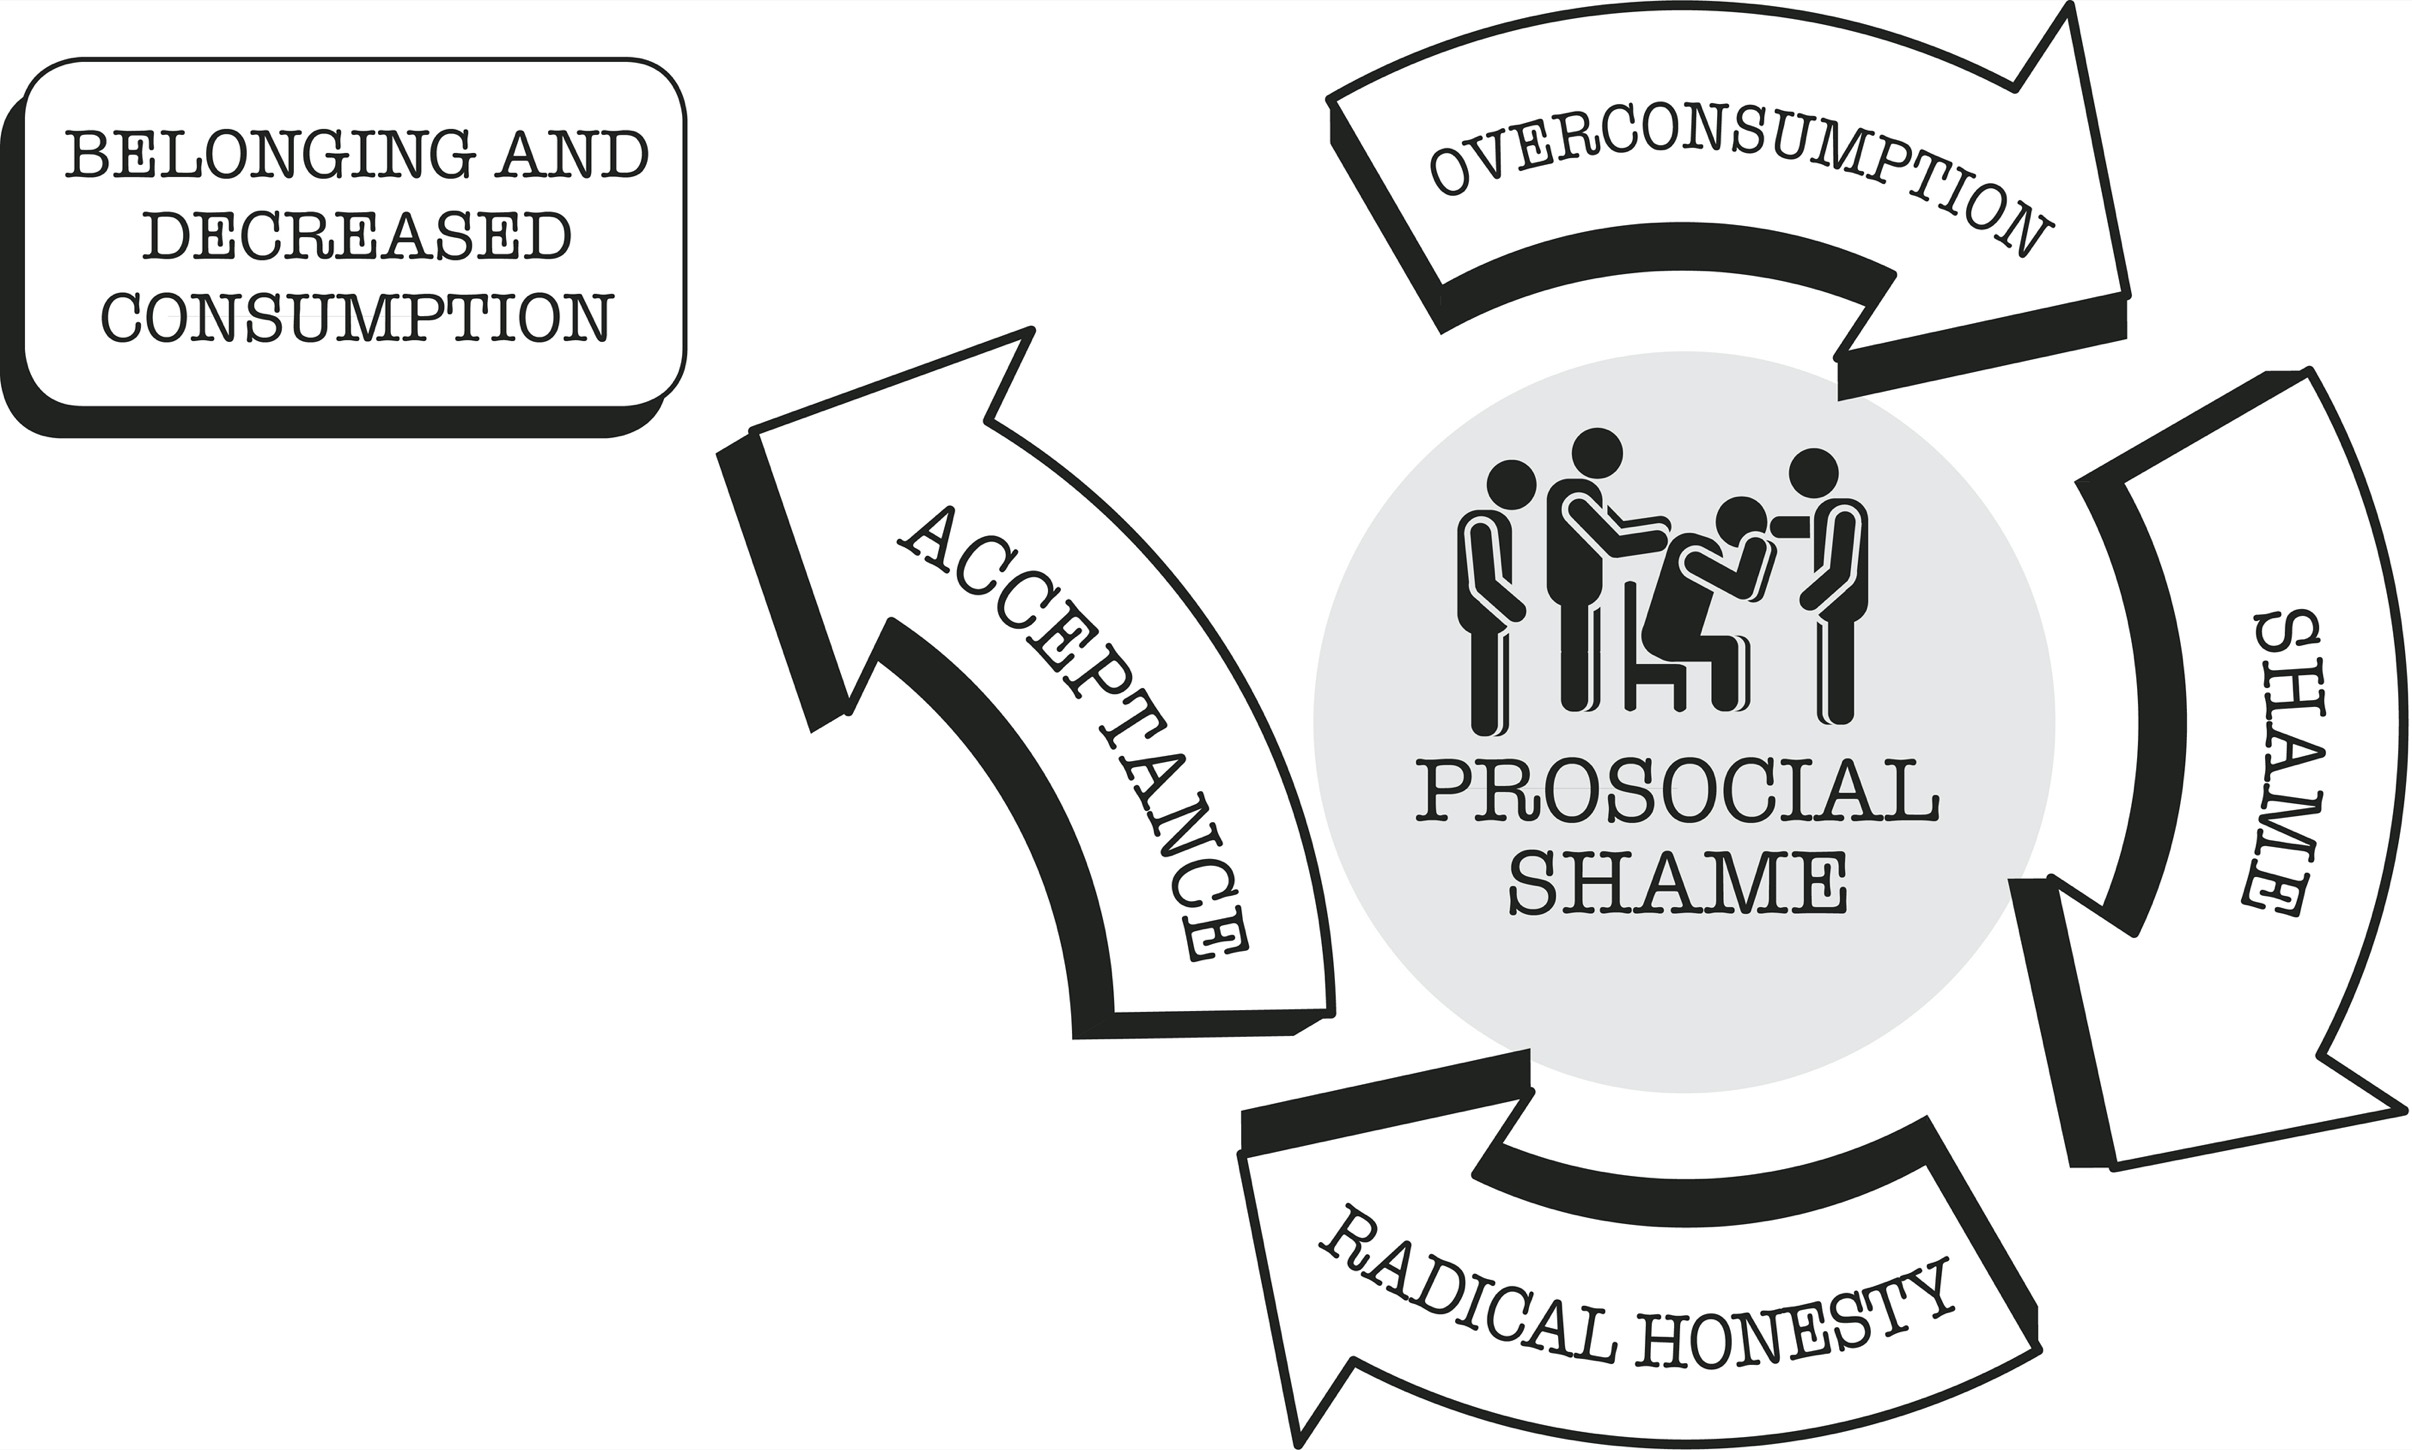 BELONGING AND
DECREASED
CONSUMPTION
OVERCONSUMPTION
SHAME
RADICAL HONESTY
ACCEPTANCE
PROSOCIAL
SHAME